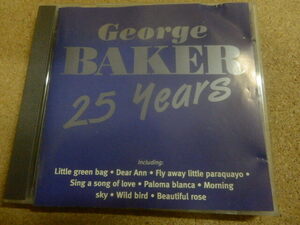 George
BAKER
25 Years
Including:
Little green bag • Dear Ann • Fly away little paraquayo •
Sing a song of love • Paloma blanca • Morning
sky • Wild bird • Beautiful rose